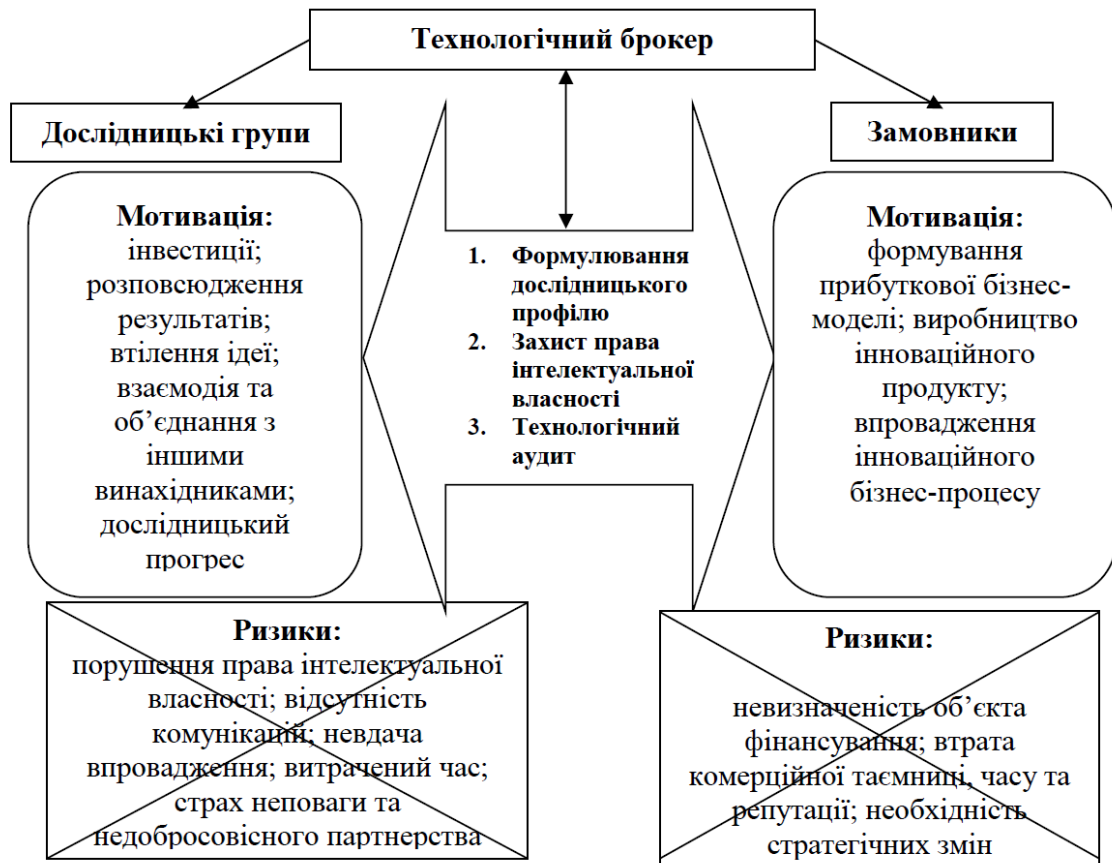 Технологічний брокер
Дослідницькі групи
Замовники
Мотивація:
інвестиції;
розповсюдження
результатів;
втілення ідеї;
взаємодія та
об’єднання з
іншими
винахідниками;
дослідницький
прогрес
1. Формулювання
дослідницького
профілю
2. Захист права
інтелектуальної
власності
3. Технологічний
аудит
Мотивація:
формування
прибуткової бізнес-
моделі; виробництво
інноваційного
продукту;
впровадження
інноваційного
бізнес-процесу
Ризики:
порушення права інтелектуальної
власності; відсутність
комунікацій; невдача
впровадження; витрачений час;
страх неповаги та
недобросовісного партнерства
Ризики:
невизначеність об’єкта
фінансування; втрата
комерційної таємниці, часу та
репутації; необхідність
стратегічних змін